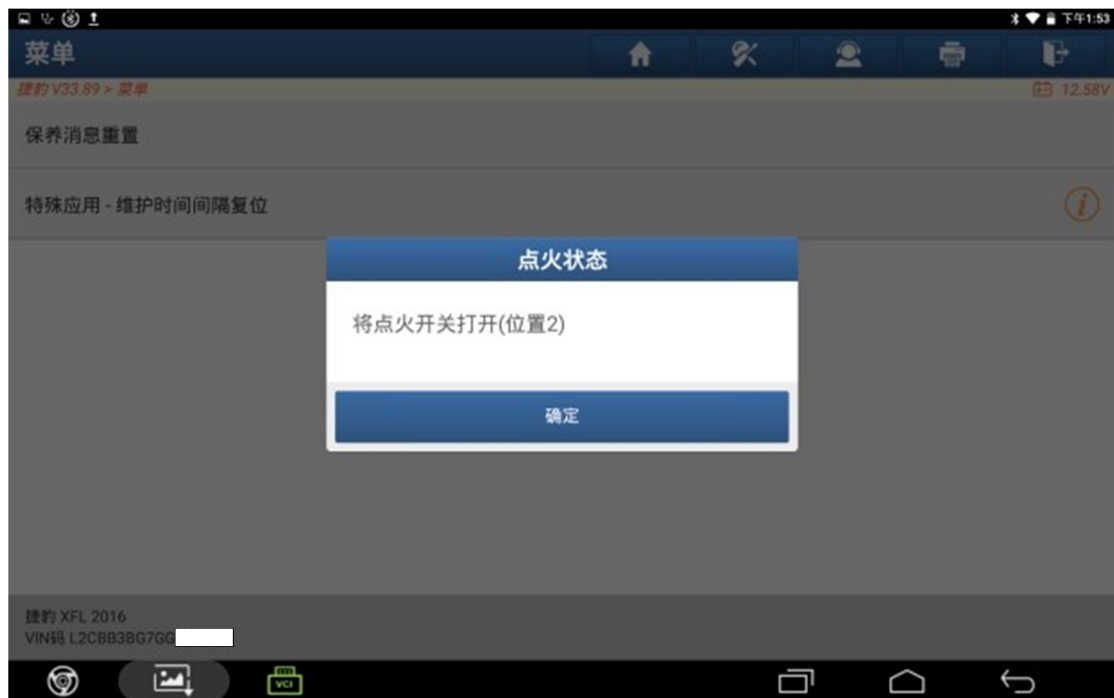 下午1:53
菜单
捷豹 V33.89 > 菜单
12.58V
保养消息重置
特殊应用 - 维护时间间隔复位
i
点火状态
将点火开关打开(位置2)
确定
捷豹 XFL 2016
VIN码 L2CBB3BG7GG
VCI